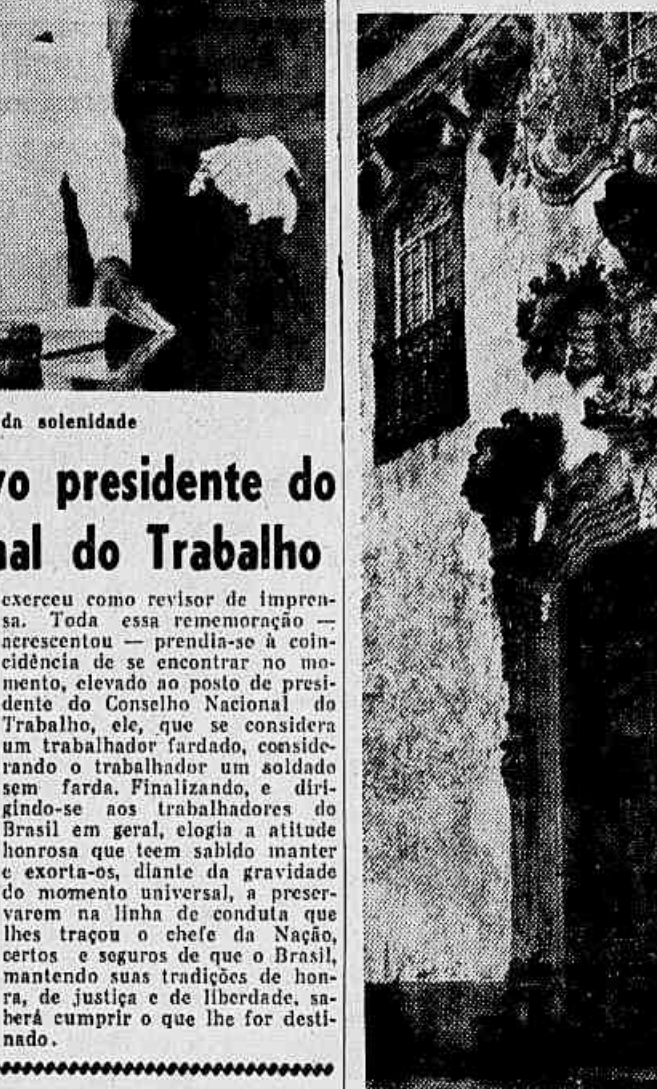 da solenidade
vo presidente do
nal do Trabalho
exerceu como revisor de impren-
sa. Toda essa rememoração —
acrescentou — prendia-se à coin-
cidência de se encontrar no mo-
mento, elevado ao posto de presi-
dente do Conselho Nacional do
Trabalho, ele, que se considera
um trabalhador fardado, conside-
rando o trabalhador um soldado
sem farda. Finalizando, e diri-
gindo-se aos trabalhadores do
Brasil em geral, elogia a atitude
honrosa que teem sabido manter
e exorta-os, diante da gravidade
do momento universal, a preser-
varem na linha de conduta que
lhes traçou o chefe da Nação,
certos e seguros de que o Brasil,
mantendo suas tradições de hon-
ra, de justiça e de liberdade, sa-
berá cumprir o que lhe for desti-
nado.